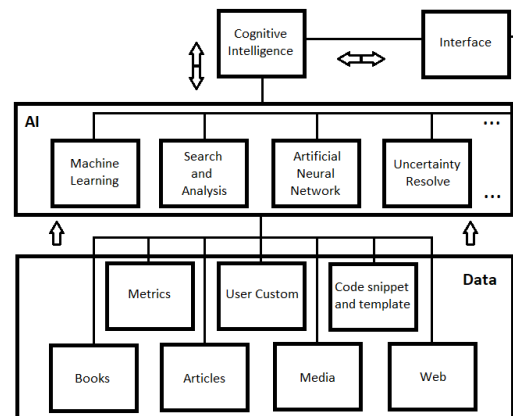 Cognitive
Intelligence
Interface
AI
...
Machine
Learning
Search
and
Analysis
Artificial
Neural
Network
Uncertainty
Resolve
...
Data
Metrics
User Custom
Code snippet
and template
Books
Articles
Media
Web